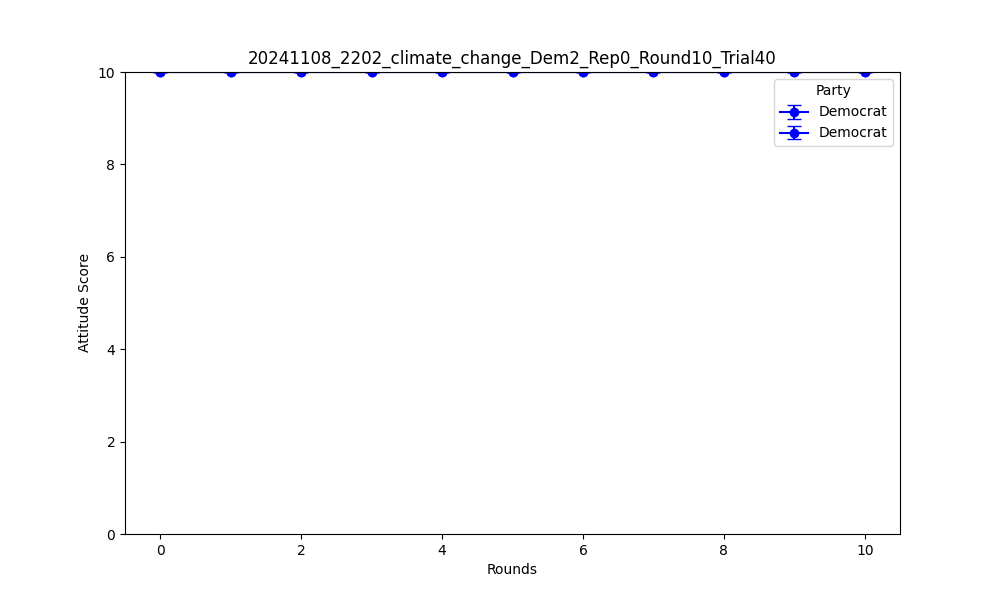 20241108_2202_climate_change_Dem2_Rep0_Round10_Trial40
10
8
6
4
2
0
Attitude Score
Party
Democrat
Democrat
0 2 4 6 8 10
Rounds